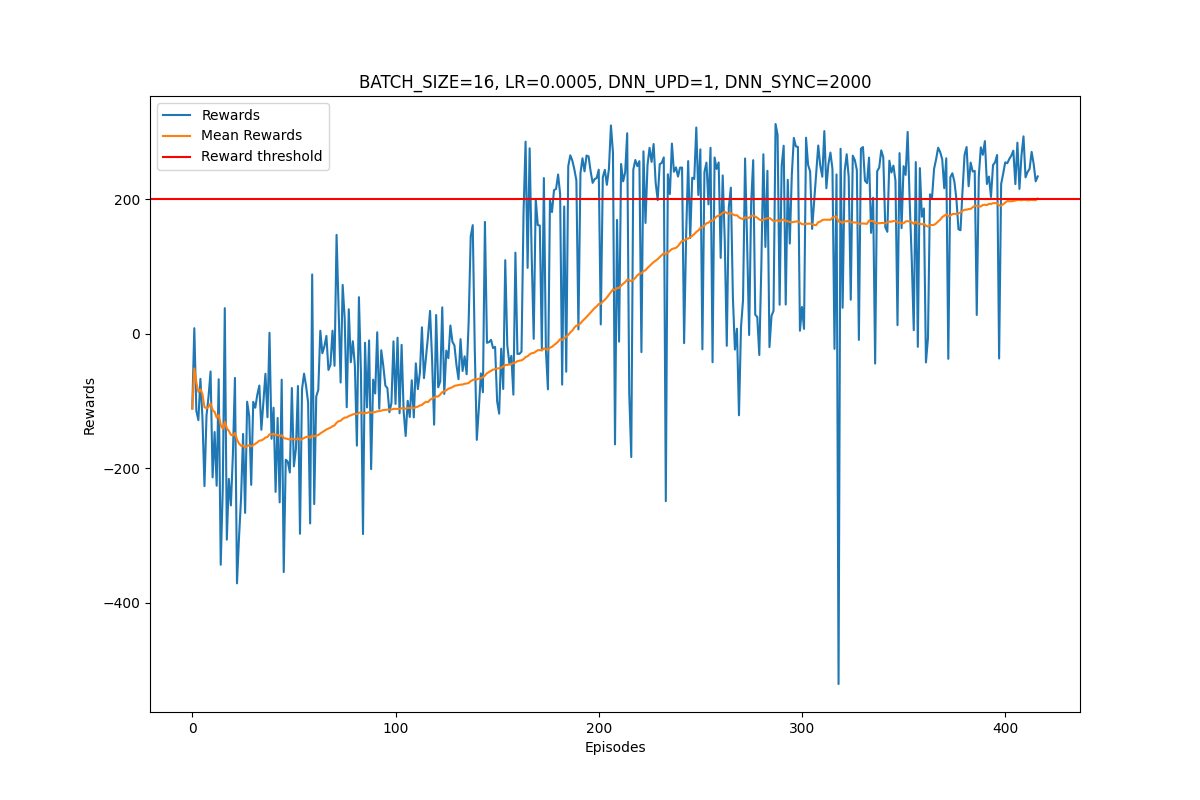 BATCH_SIZE=16, LR=0.0005, DNN_UPD=1, DNN_SYNC=2000
Rewards
Mean Rewards
Reward threshold
200
0
−200
−400
Rewards
0 100 200 300 400
Episodes